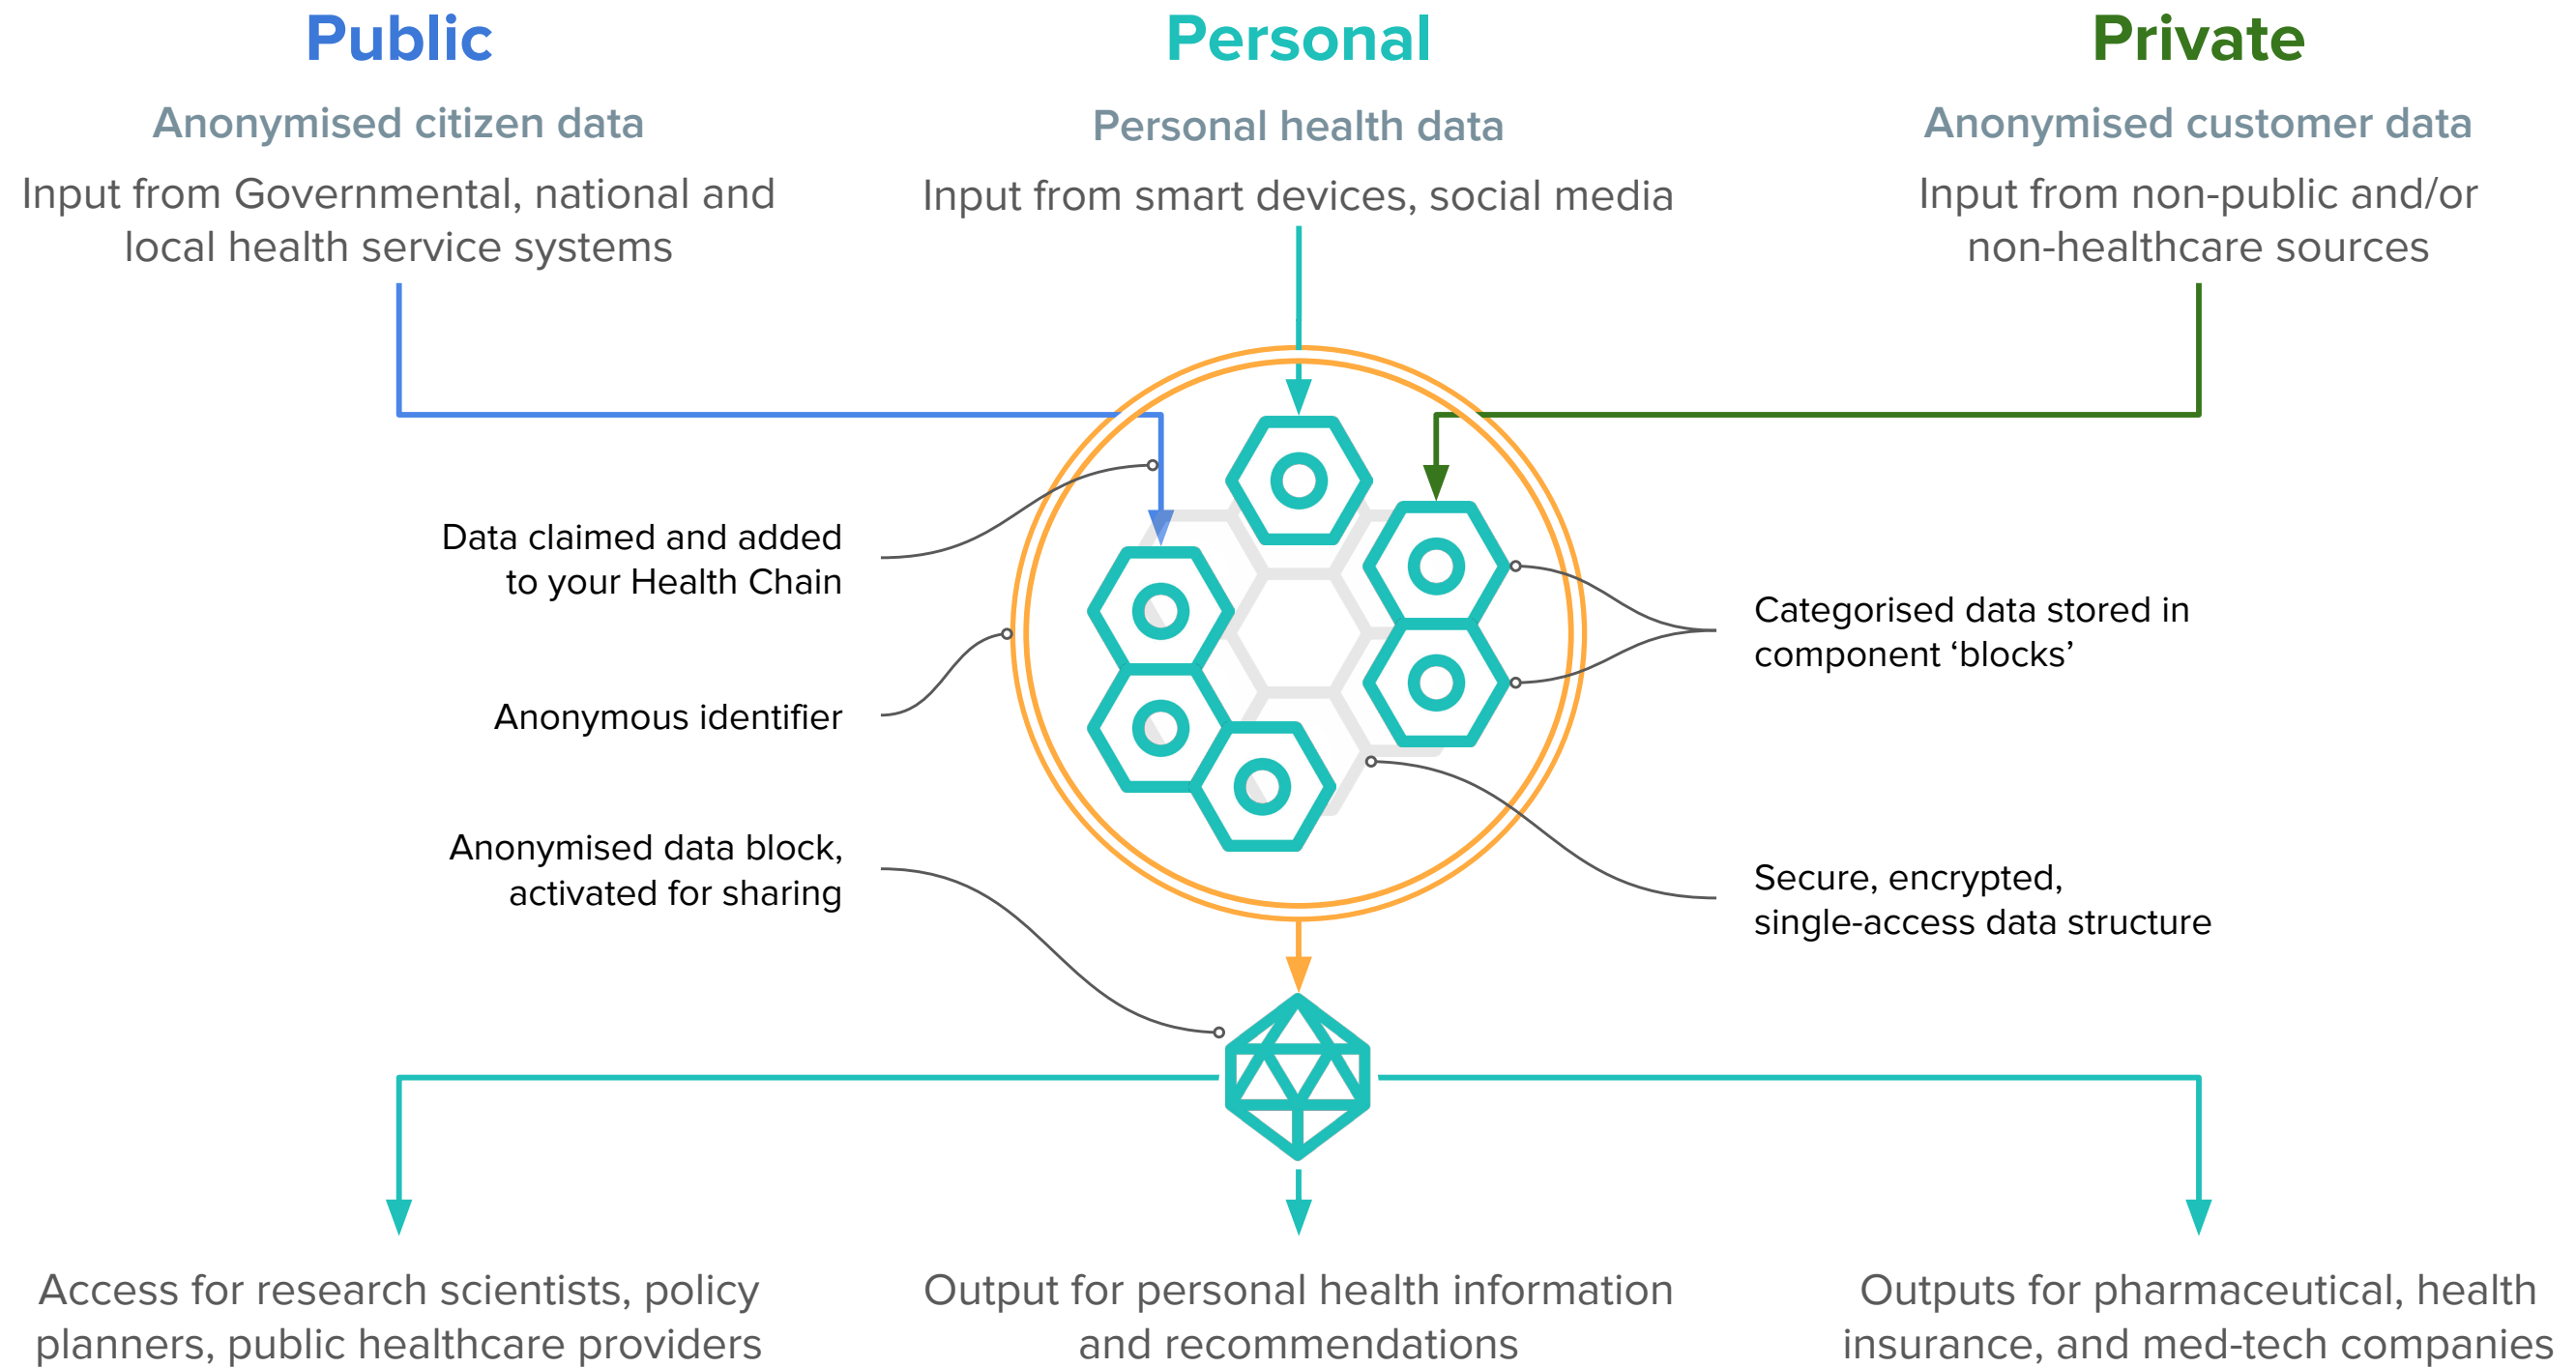 Public
Anonymised citizen data
Input from Governmental, national and
local health service systems
Personal
Personal health data
Input from smart devices, social media
Private
Anonymised customer data
Input from non-public and/or
non-healthcare sources
Data claimed and added
to your Health Chain
Anonymous identifier
Anonymised data block,
activated for sharing
Categorised data stored in
component ‘blocks’
Secure, encrypted,
single-access data structure
Access for research scientists, policy
planners, public healthcare providers
Output for personal health information
and recommendations
Outputs for pharmaceutical, health
insurance, and med-tech companies